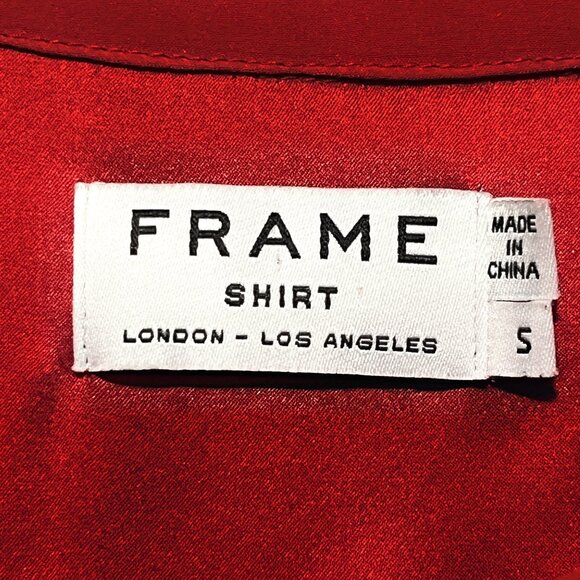 FRAME
SHIRT
LONDON – LOS ANGELES
MADE
IN
CHINA
S